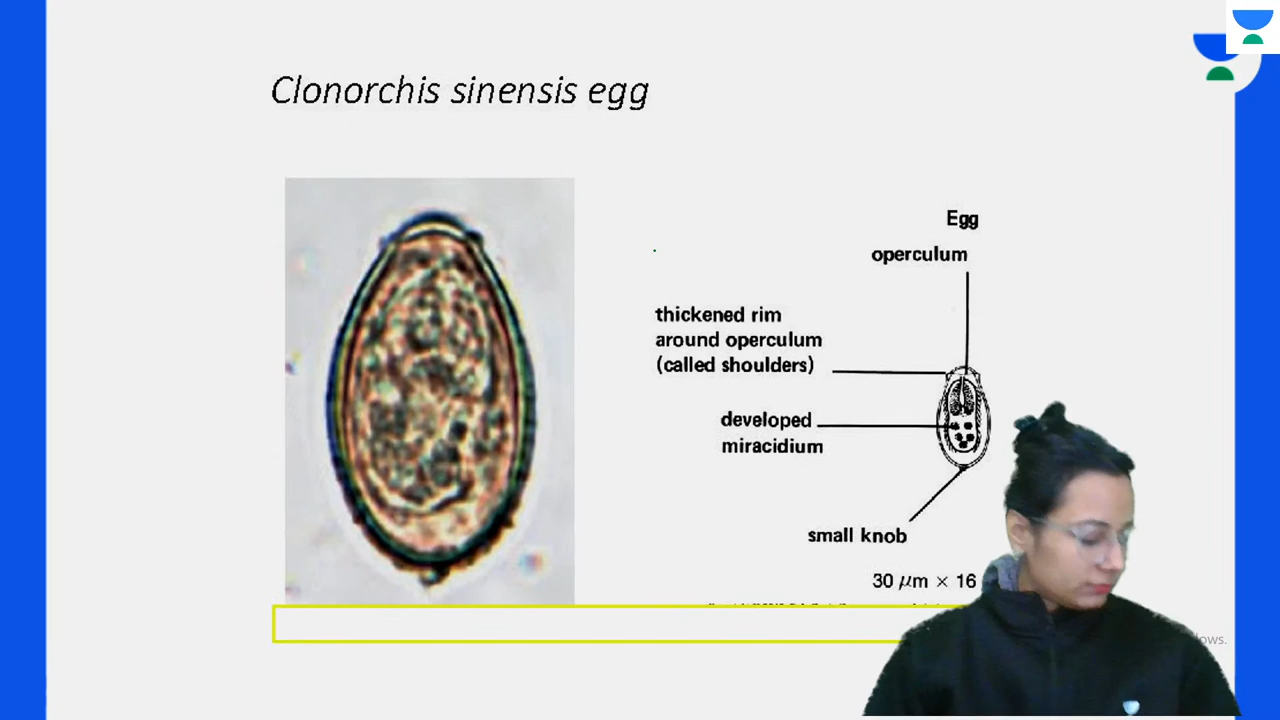 Clonorchis sinensis egg
Egg
operculum
thickened rim
around operculum
(called shoulders)
developed
miracidium
small knob
30 µm × 16